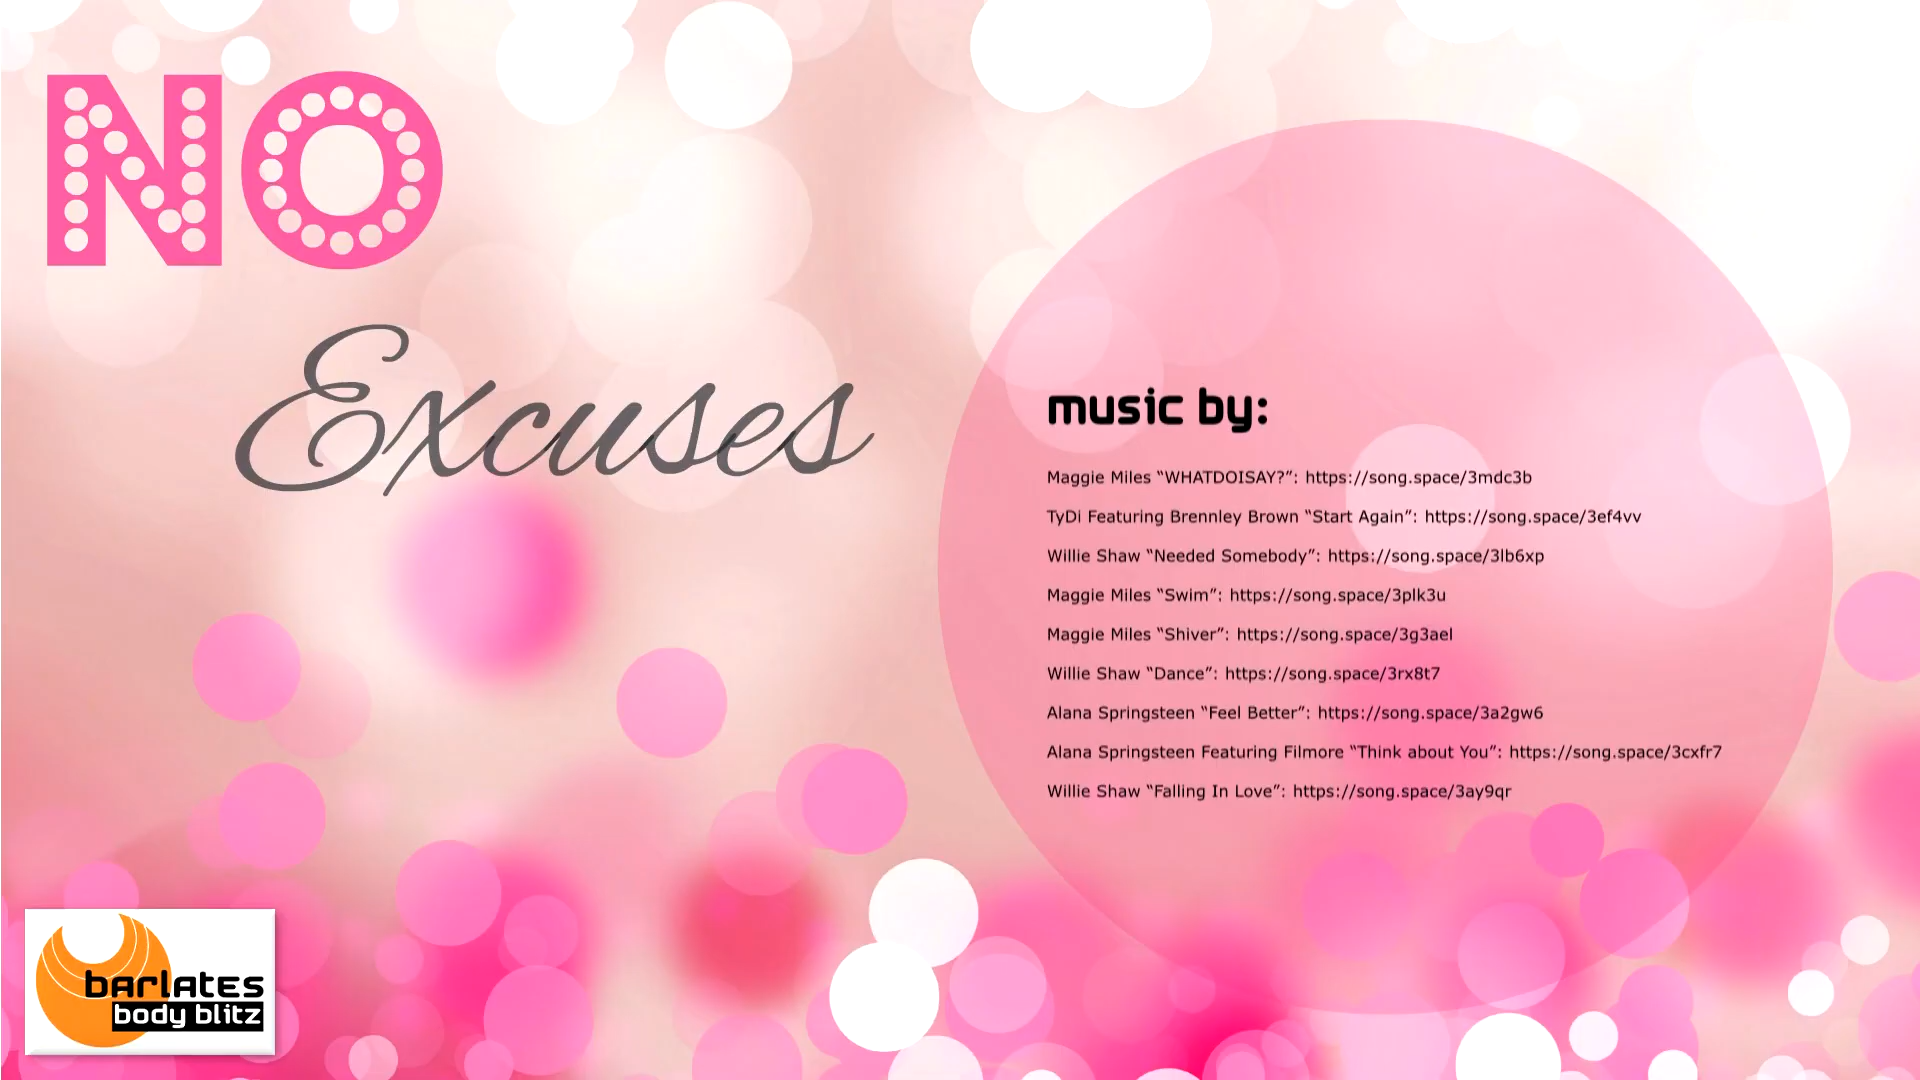 NO
Excuses
music by:
Maggie Miles “WHATDOISAY?”: https://song.space/3mdc3b
TyDi Featuring Brennley Brown “Start Again”: https://song.space/3ef4vv
Willie Shaw “Needed Somebody”: https://song.space/3lb6xp
Maggie Miles “Swim”: https://song.space/3plk3u
Maggie Miles “Shiver”: https://song.space/3g3ael
Willie Shaw “Dance”: https://song.space/3rx8t7
Alana Springsteen “Feel Better”: https://song.space/3a2gw6
Alana Springsteen Featuring Filmore “Think about You”: https://song.space/3cxfr7
Willie Shaw “Falling In Love”: https://song.space/3ay9qr
barlates
body blitz